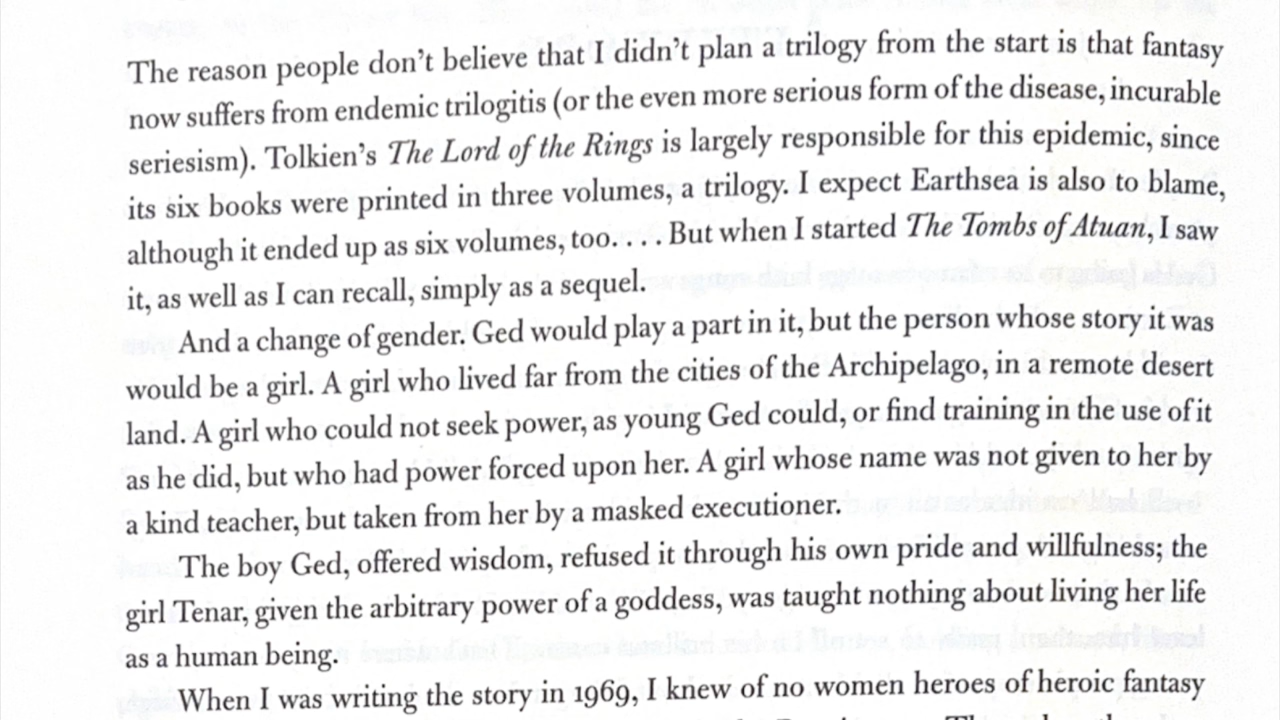 The reason people don't believe that I didn't plan a trilogy from the start is that fantasy
now suffers from endemic trilogitis (or the even more serious form of the disease, incurable
seriesism). Tolkien's The Lord of the Rings is largely responsible for this epidemic, since
its six books were printed in three volumes, a trilogy. I expect Earthsea is also to blame,
although it ended up as six volumes, too. . . . But when I started The Tombs of Atuan, I saw
it, as well as I can recall, simply as a sequel.
And a change of gender. Ged would play a part in it, but the person whose story it was
would be a girl. A girl who lived far from the cities of the Archipelago, in a remote desert
land. A girl who could not seek power, as young Ged could, or find training in the use of it
as he did, but who had power forced upon her. A girl whose name was not given to her by
a kind teacher, but taken from her by a masked executioner.
The boy Ged, offered wisdom, refused it through his own pride and willfulness; the
girl Tenar, given the arbitrary power of a goddess, was taught nothing about living her life
as a human being.
When I was writing the story in 1969, I knew of no women heroes of heroic fantasy